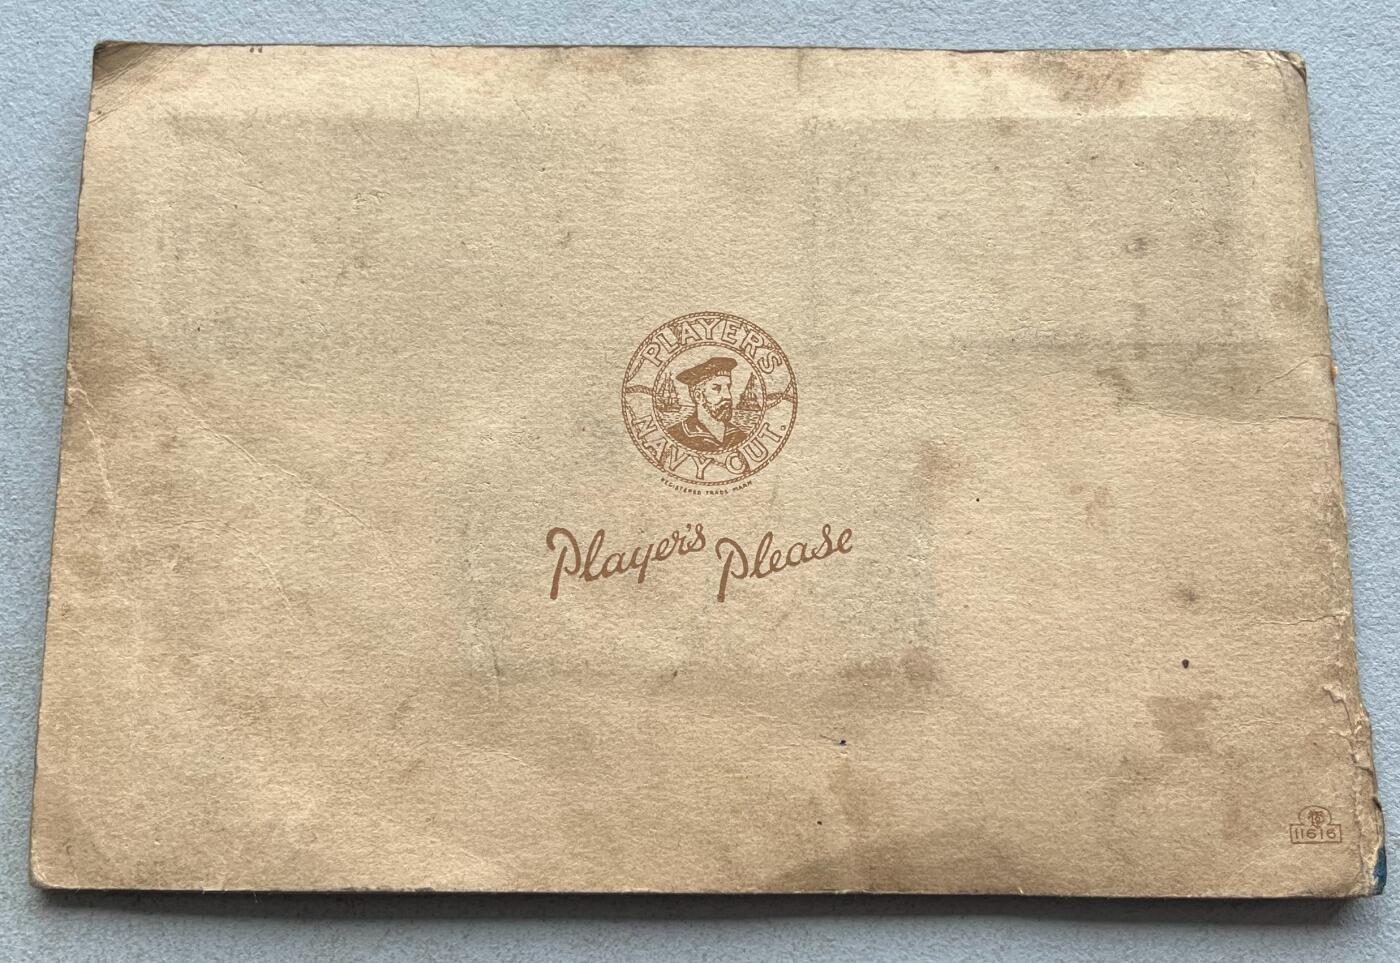 PLAYER'S
NAVY CUT.
REGISTERED TRADE MARK
Player's Please
11616